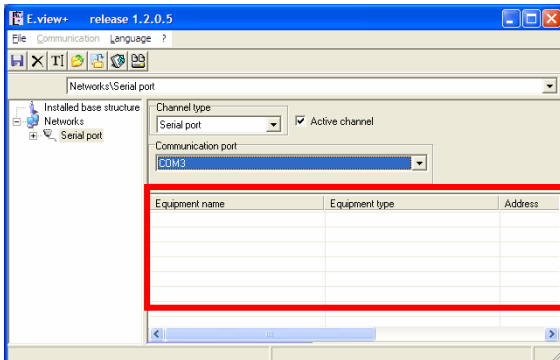 E.view+ release 1.2.0.5
File Communication Language ?
TI
Networks\Serial port
Installed base structure
Networks
Serial port
Channel type
Serial port
Active channel
Communication port
COM3
Equipment name Equipment type Address